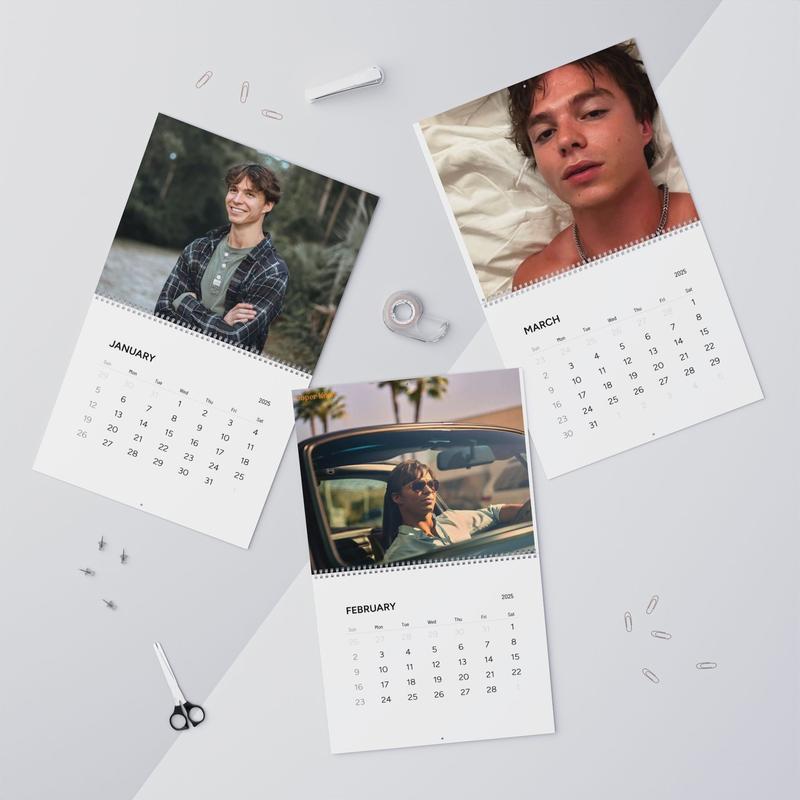 JANUARY
2025
Sun Mon Tue Wed Thu Fri Sat
29 30 31 1 2 3 4
5 6 7 8 9 10 11
12 13 14 15 16 17 18
19 20 21 22 23 24 25
26 27 28 29 30 31 1
MARCH
2025
Sun Mon Tue Wed Thu Fri Sat
23 24 25 26 27 28 1
2 3 4 5 6 7 8
9 10 11 12 13 14 15
16 17 18 19 20 21 22
23 24 25 26 27 28 29
30 31 1 2 3 4 5
FEBRUARY
2025
Sun Mon Tue Wed Thu Fri Sat
26 27 28 29 30 31 1
2 3 4 5 6 7 8
9 10 11 12 13 14 15
16 17 18 19 20 21 22
23 24 25 26 27 28 1